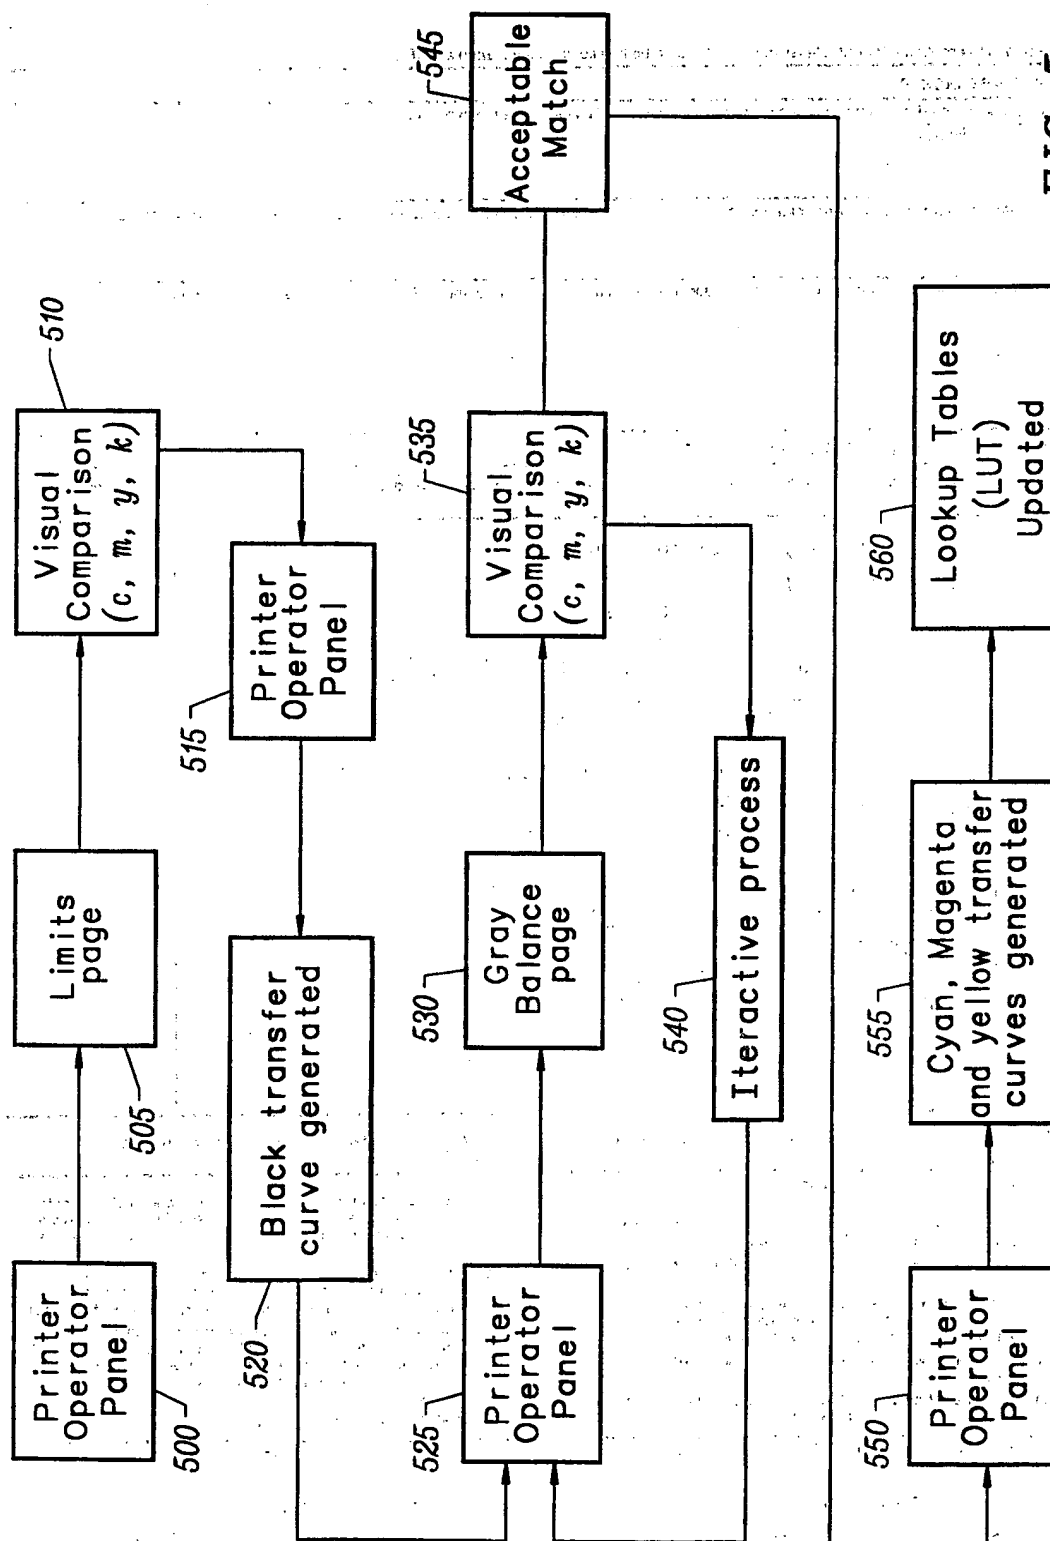 Printer
Operator
Panel
500
Limits
page
505
Visual
Comparison
(c, m, y, k)
510
Printer
Operator
Panel
515
Black transfer
curve generated
520
Printer
Operator
Panel
525
Gray
Balance
page
530
Visual
Comparison
(c, m, y, k)
535
Iteractive process
540
Acceptable
Match
545
Printer
Operator
Panel
550
Cyan, Magenta
and yellow transfer
curves generated
555
Lookup Tables
(LUT)
Updated
560